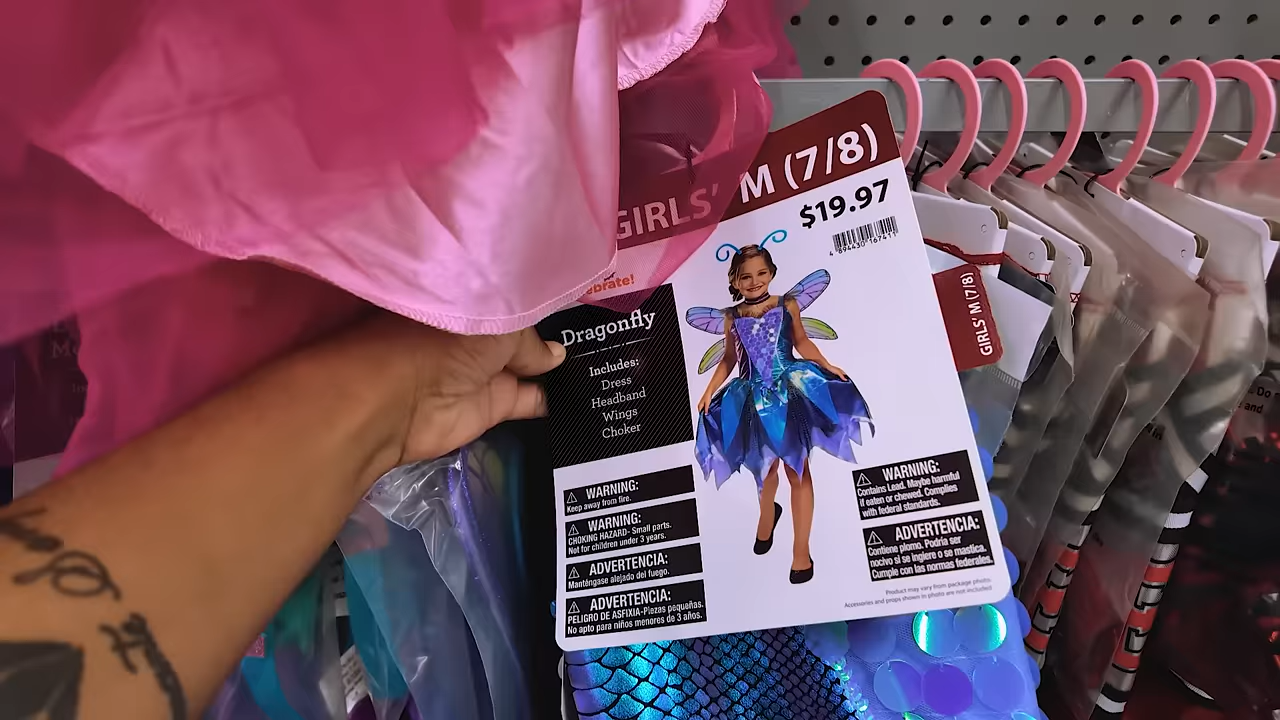 GIRLS' M (7/8)
$19.97
4 894430 167411
ebrate!
Dragonfly
Includes:
Dress
Headband
Wings
Choker
WARNING:
Keep away from fire.
WARNING:
CHOKING HAZARD- Small parts.
Not for children under 3 years.
ADVERTENCIA:
Manténgase alejado del fuego.
ADVERTENCIA:
PELIGRO DE ASFIXIA-Piezas pequeñas.
No apto para niños menores de 3 años.
WARNING:
Contains Lead. Maybe harmful
if eaten or chewed. Complies
with federal standards.
ADVERTENCIA:
Contiene plomo. Podría ser
nocivo si se ingiere o se mastica.
Cumple con las normas federales.
Product may vary from package photo.
Accessories and props shown in photo are not included
GIRLS' M (7/8)